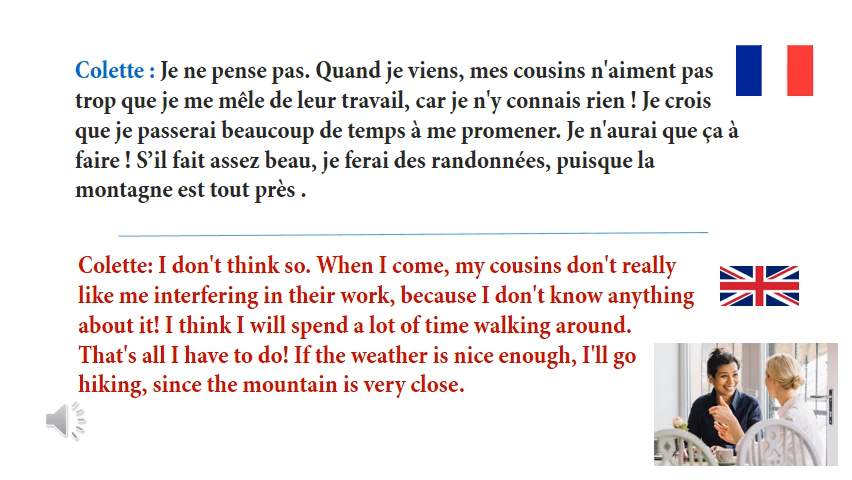 Colette : Je ne pense pas. Quand je viens, mes cousins n'aiment pas
trop que je me mêle de leur travail, car je n'y connais rien ! Je crois
que je passerai beaucoup de temps à me promener. Je n'aurai que ça à
faire ! S’il fait assez beau, je ferai des randonnées, puisque la
montagne est tout près .
Colette: I don't think so. When I come, my cousins don't really
like me interfering in their work, because I don't know anything
about it! I think I will spend a lot of time walking around.
That's all I have to do! If the weather is nice enough, I'll go
hiking, since the mountain is very close.